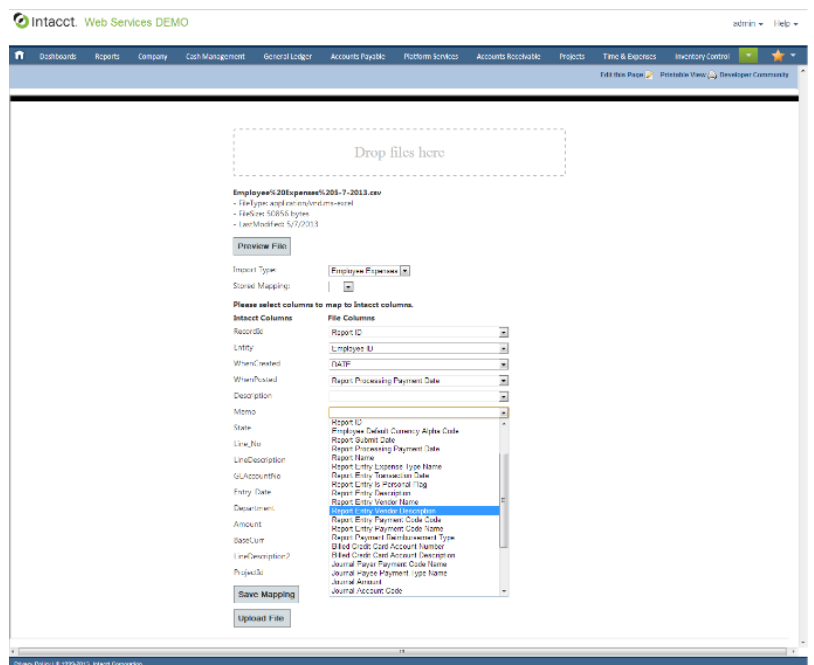 Intacct. Web Services DEMO
admin Help
Dashboards Reports Company Cash Management General Ledger Accounts Payable Platform Services Accounts Receivable Projects Time & Expenses Inventory Control
Edit this Page Printable View Developer Community
Drop files here
Employee%20Expenses%205-7-2013.csv
- FileType: application/vnd.ms-excel
- FileSize: 50856 bytes
- LastModified: 5/7/2013
Preview File
Import Type: Employee Expenses
Stored Mapping:
Please select columns to map to Intacct columns.
Intacct Columns File Columns
RecordId Report ID
Entity Employee ID
WhenCreated DATE
WhenPosted Report Processing Payment Date
Description
Memo
State
Line_No
LineDescription
GLAccountNo
Entry_Date
Department
Amount
BaseCurr
LineDescription2
ProjectId
Report ID
Employee Default Currency Alpha Code
Report Submit Date
Report Processing Payment Date
Report Name
Report Entry Expense Type Name
Report Entry Transaction Date
Report Entry Is Personal Flag
Report Entry Description
Report Entry Vendor Name
Report Entry Vendor Description
Report Entry Payment Code Code
Report Entry Payment Code Name
Report Payment Reimbursement Type
Billed Credit Card Account Number
Billed Credit Card Account Description
Journal Payer Payment Code Name
Journal Payee Payment Type Name
Journal Amount
Journal Account Code
Save Mapping
Upload File
Privacy Policy | © 1999-2013 Intacct Corporation